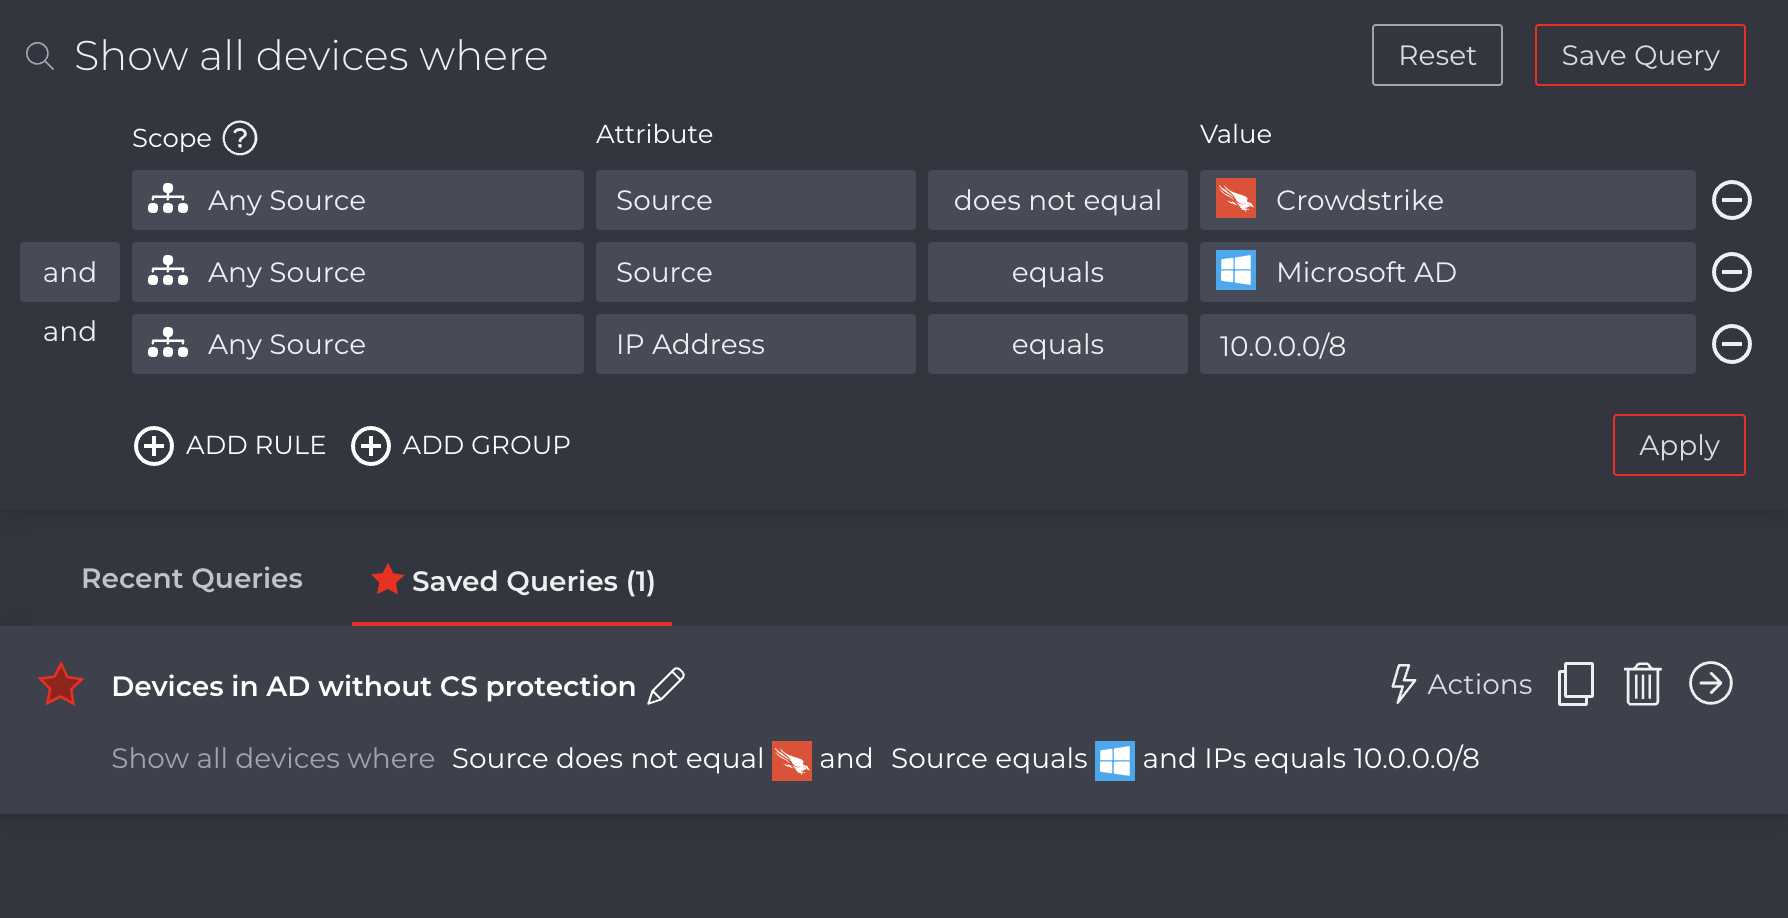 Show all devices where
Reset
Save Query
Scope ?
Attribute
Value
Any Source
Source
does not equal
Crowdstrike
and
Any Source
Source
equals
Microsoft AD
and
Any Source
IP Address
equals
10.0.0.0/8
ADD RULE
ADD GROUP
Apply
Recent Queries
Saved Queries (1)
Devices in AD without CS protection
Actions
Show all devices where Source does not equal and Source equals and IPs equals 10.0.0.0/8